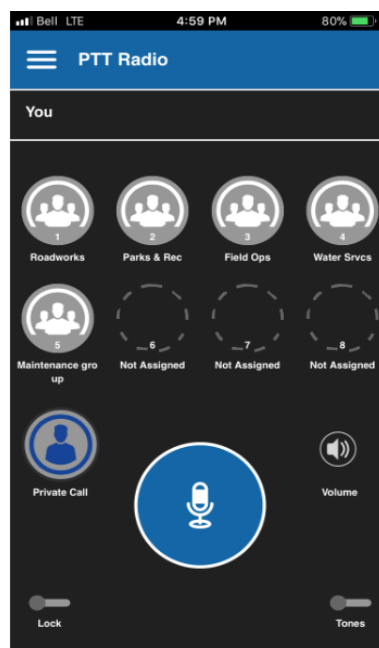 Bell LTE 4:59 PM 80%
PTT Radio
You
1 2 3 4
Roadworks Parks & Rec Field Ops Water Srvcs
5 6 7 8
Maintenance gro Not Assigned Not Assigned Not Assigned
up
Private Call Volume
Lock Tones